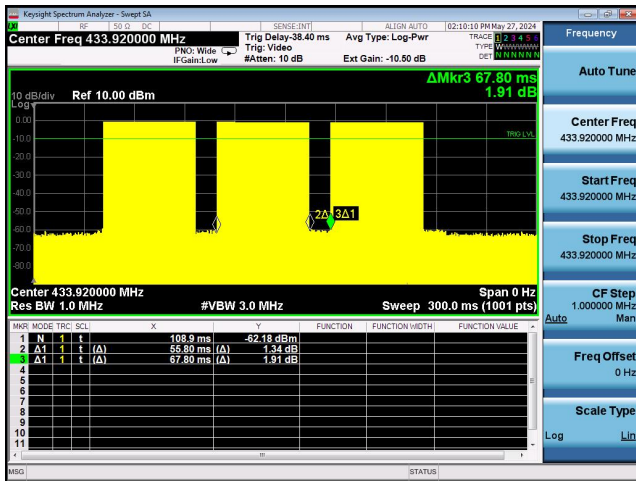 Keysight Spectrum Analyzer - Swept SA
RF 50 Ω DC SENSE:INT ALIGN AUTO 02:10:10 PM May 27, 2024
Center Freq 433.920000 MHz Trig Delay-38.40 ms Avg Type: Log-Pwr TRACE 1 2 3 4 5 6
PNO: Wide Trig: Video TYPE WWWWWW
IFGain:Low #Atten: 10 dB Ext Gain: -10.50 dB DET N N N N N N
Frequency
Auto Tune
Center Freq
433.920000 MHz
Start Freq
433.920000 MHz
Stop Freq
433.920000 MHz
CF Step
1.000000 MHz
Auto Man
Freq Offset
0 Hz
Scale Type
Log Lin
ΔMkr3 67.80 ms
10 dB/div Ref 10.00 dBm 1.91 dB
Log
0.00
-10.0 TRIG LVL
-20.0
-30.0
-40.0
-50.0
2Δ1 3Δ1
-60.0
-70.0
-80.0
Center 433.920000 MHz Span 0 Hz
Res BW 1.0 MHz #VBW 3.0 MHz Sweep 300.0 ms (1001 pts)
MKR MODE TRC SCL X Y FUNCTION FUNCTION WIDTH FUNCTION VALUE
1 N 1 t 108.9 ms -62.18 dBm
2 Δ1 1 t (Δ) 55.80 ms (Δ) 1.34 dB
3 Δ1 1 t (Δ) 67.80 ms (Δ) 1.91 dB
4
5
6
7
8
9
10
11
MSG STATUS